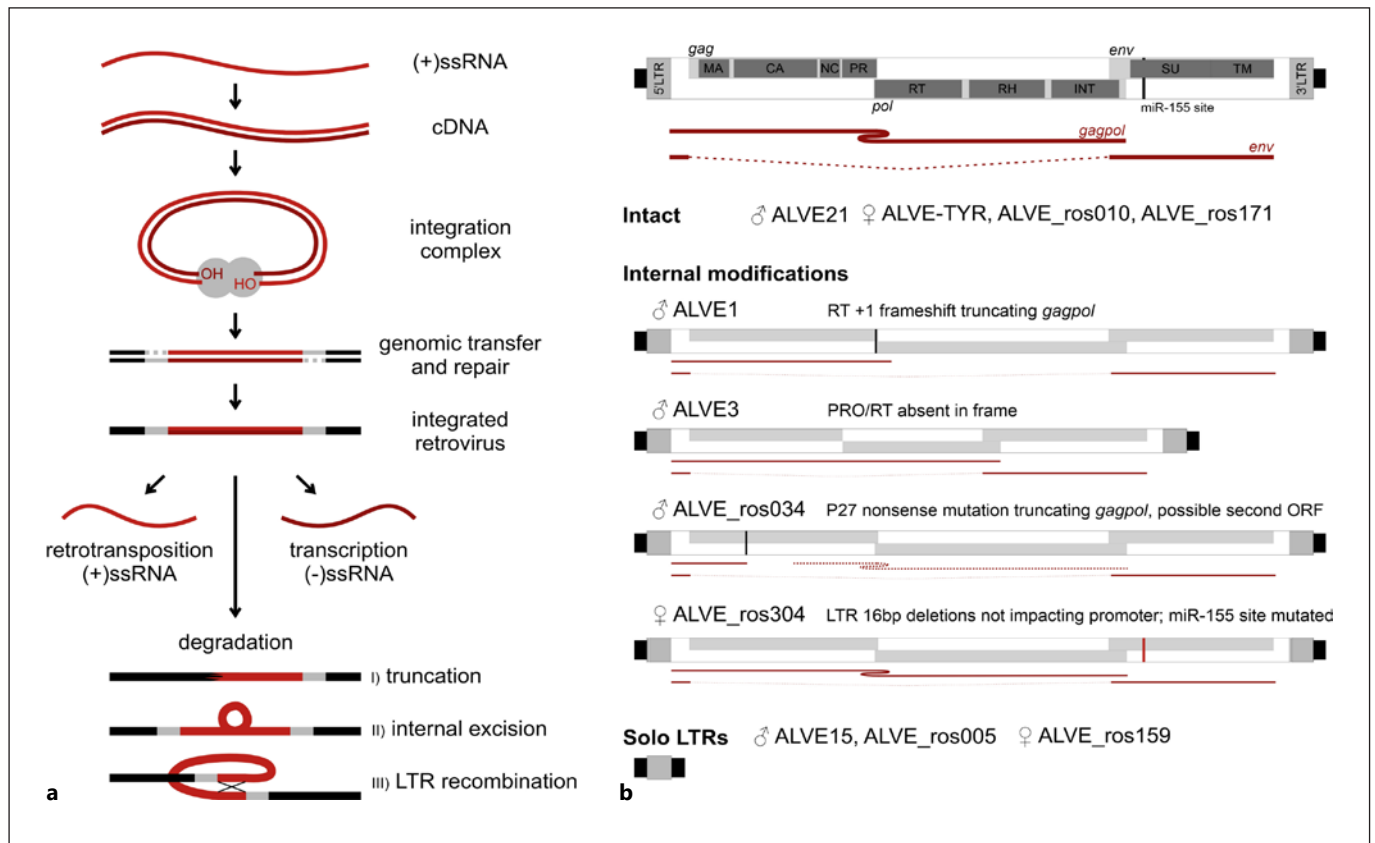 (+)ssRNA
cDNA
integration
complex
OH
HO
genomic transfer
and repair
integrated
retrovirus
retrotransposition
(+)ssRNA
transcription
(-)ssRNA
degradation
I) truncation
II) internal excision
III) LTR recombination
a
gag
env
5'LTR
MA
CA
NC
PR
SU
TM
3'LTR
RT
RH
INT
pol
miR-155 site
gagpol
env
Intact ♂ ALVE21 ♀ ALVE-TYR, ALVE_ros010, ALVE_ros171
Internal modifications
♂ ALVE1 RT +1 frameshift truncating gagpol
♂ ALVE3 PRO/RT absent in frame
♂ ALVE_ros034 P27 nonsense mutation truncating gagpol, possible second ORF
♀ ALVE_ros304 LTR 16bp deletions not impacting promoter; miR-155 site mutated
Solo LTRs ♂ ALVE15, ALVE_ros005 ♀ ALVE_ros159
b